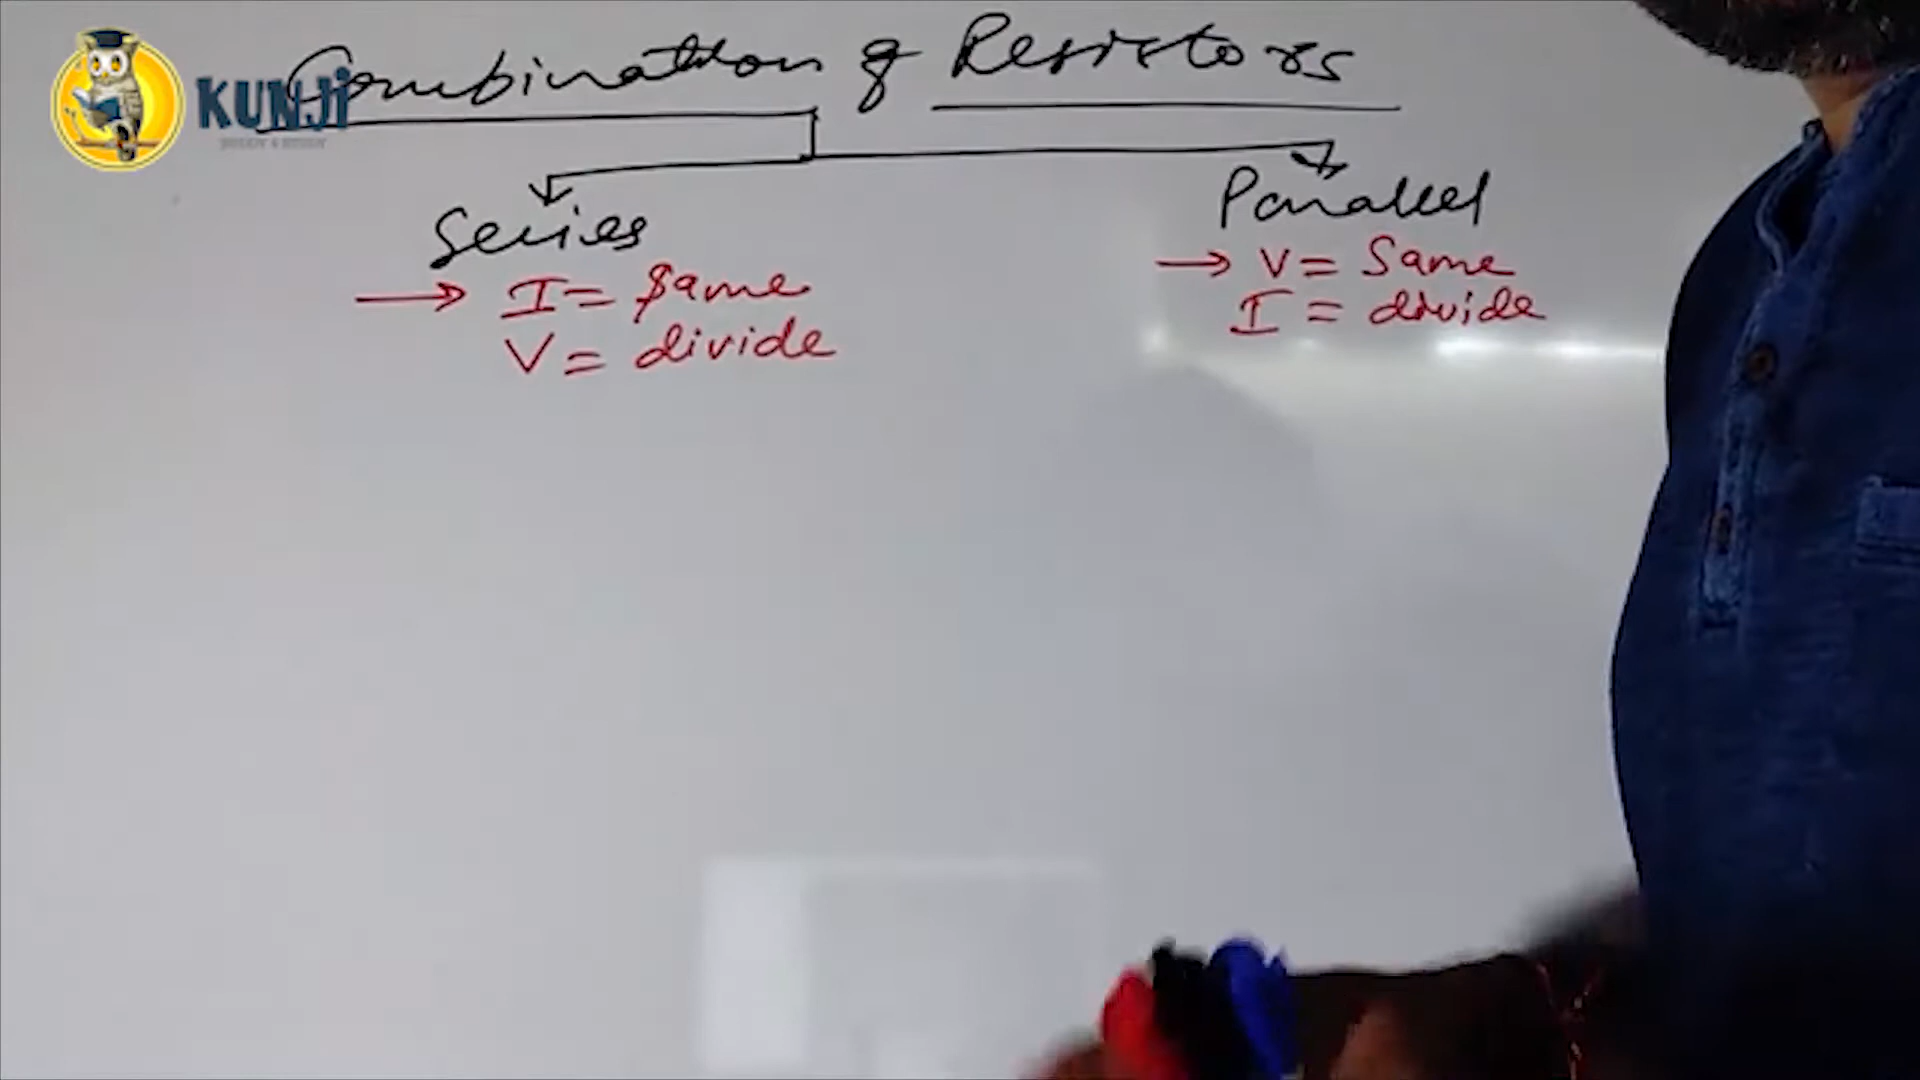 Combination of Resistors
KUNJi
Series
Parallel
→ I = Same
V = divide
→ V = Same
I = divide